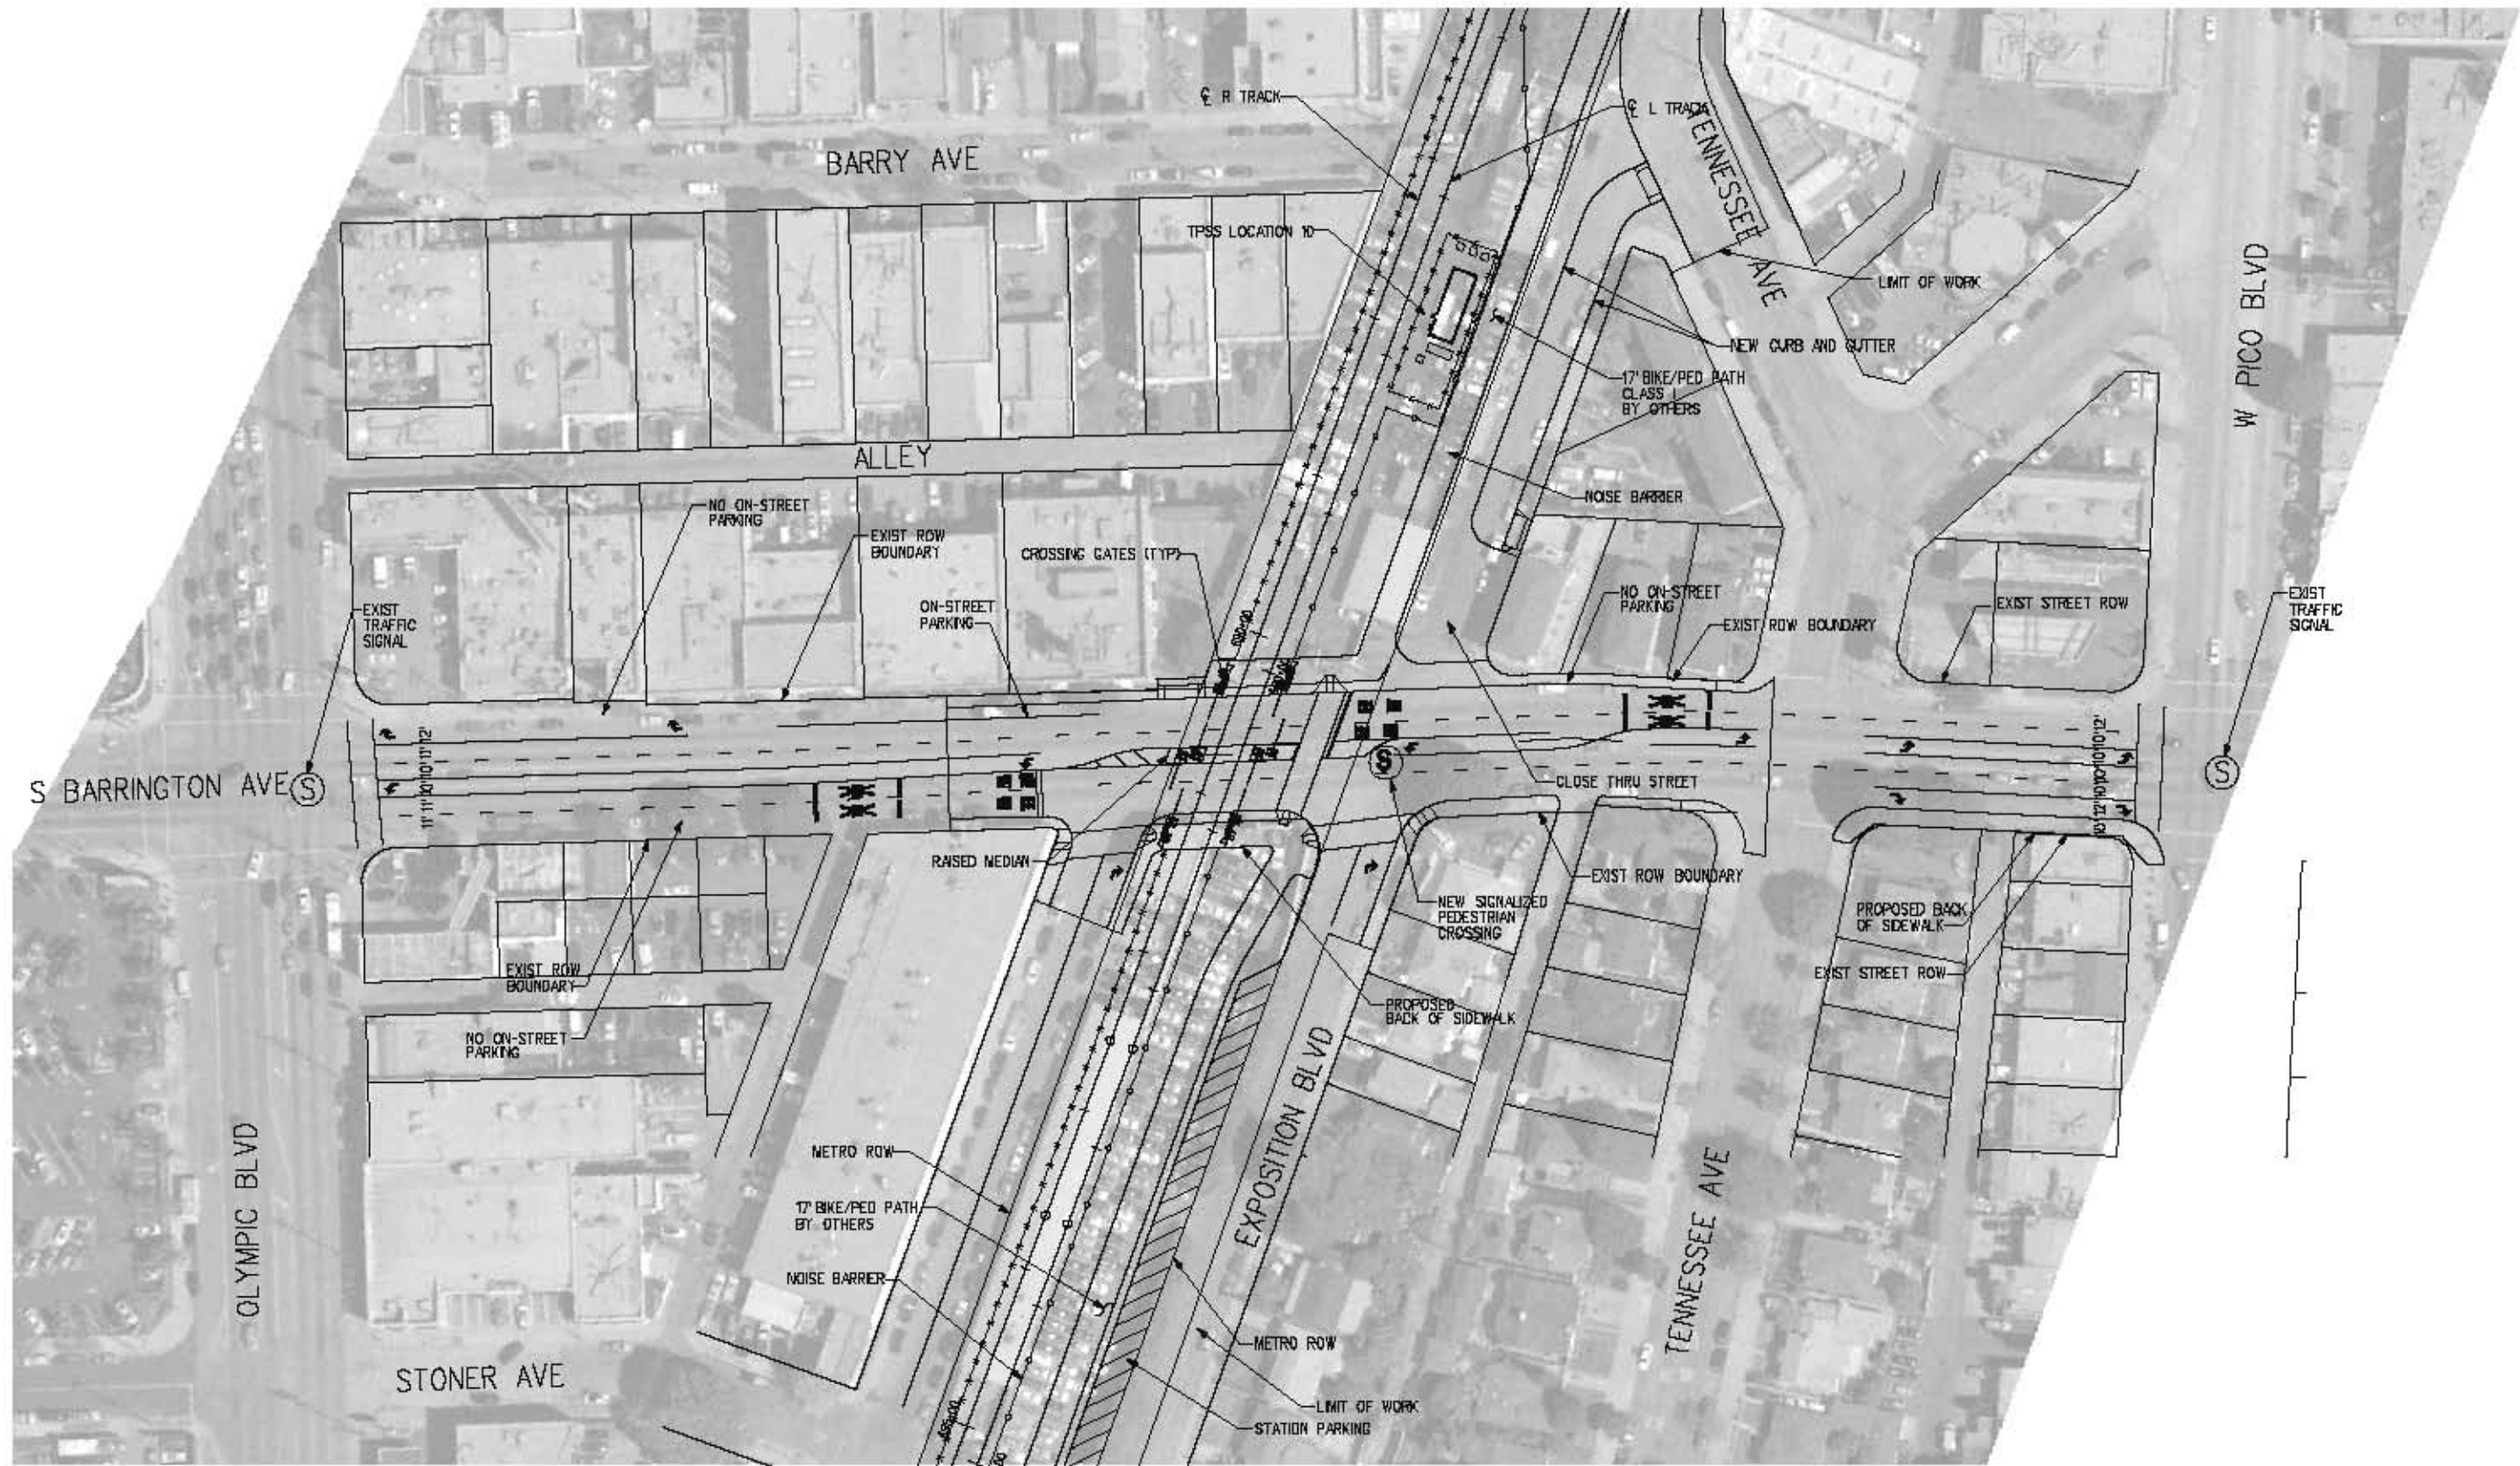 ℄ R TRACK
℄ L TRACK
BARRY AVE
TENNESSEE AVE
TPSS LOCATION 10
LIMIT OF WORK
W PICO BLVD
NEW CURB AND GUTTER
17' BIKE/PED PATH
CLASS I
BY OTHERS
ALLEY
NO ON-STREET
PARKING
NOISE BARRIER
EXIST ROW
BOUNDARY
CROSSING GATES (TYP)
EXIST
TRAFFIC
SIGNAL
ON-STREET
PARKING
NO ON-STREET
PARKING
EXIST ROW BOUNDARY
EXIST STREET ROW
EXIST
TRAFFIC
SIGNAL
S BARRINGTON AVE
S
S
S
CLOSE THRU STREET
RAISED MEDIAN
EXIST ROW BOUNDARY
NEW SIGNALIZED
PEDESTRIAN
CROSSING
PROPOSED BACK
OF SIDEWALK
EXIST ROW
BOUNDARY
EXIST STREET ROW
NO ON-STREET
PARKING
PROPOSED
BACK OF SIDEWALK
OLYMPIC BLVD
EXPOSITION BLVD
TENNESSEE AVE
METRO ROW
17' BIKE/PED PATH
BY OTHERS
NOISE BARRIER
METRO ROW
STONER AVE
LIMIT OF WORK
STATION PARKING